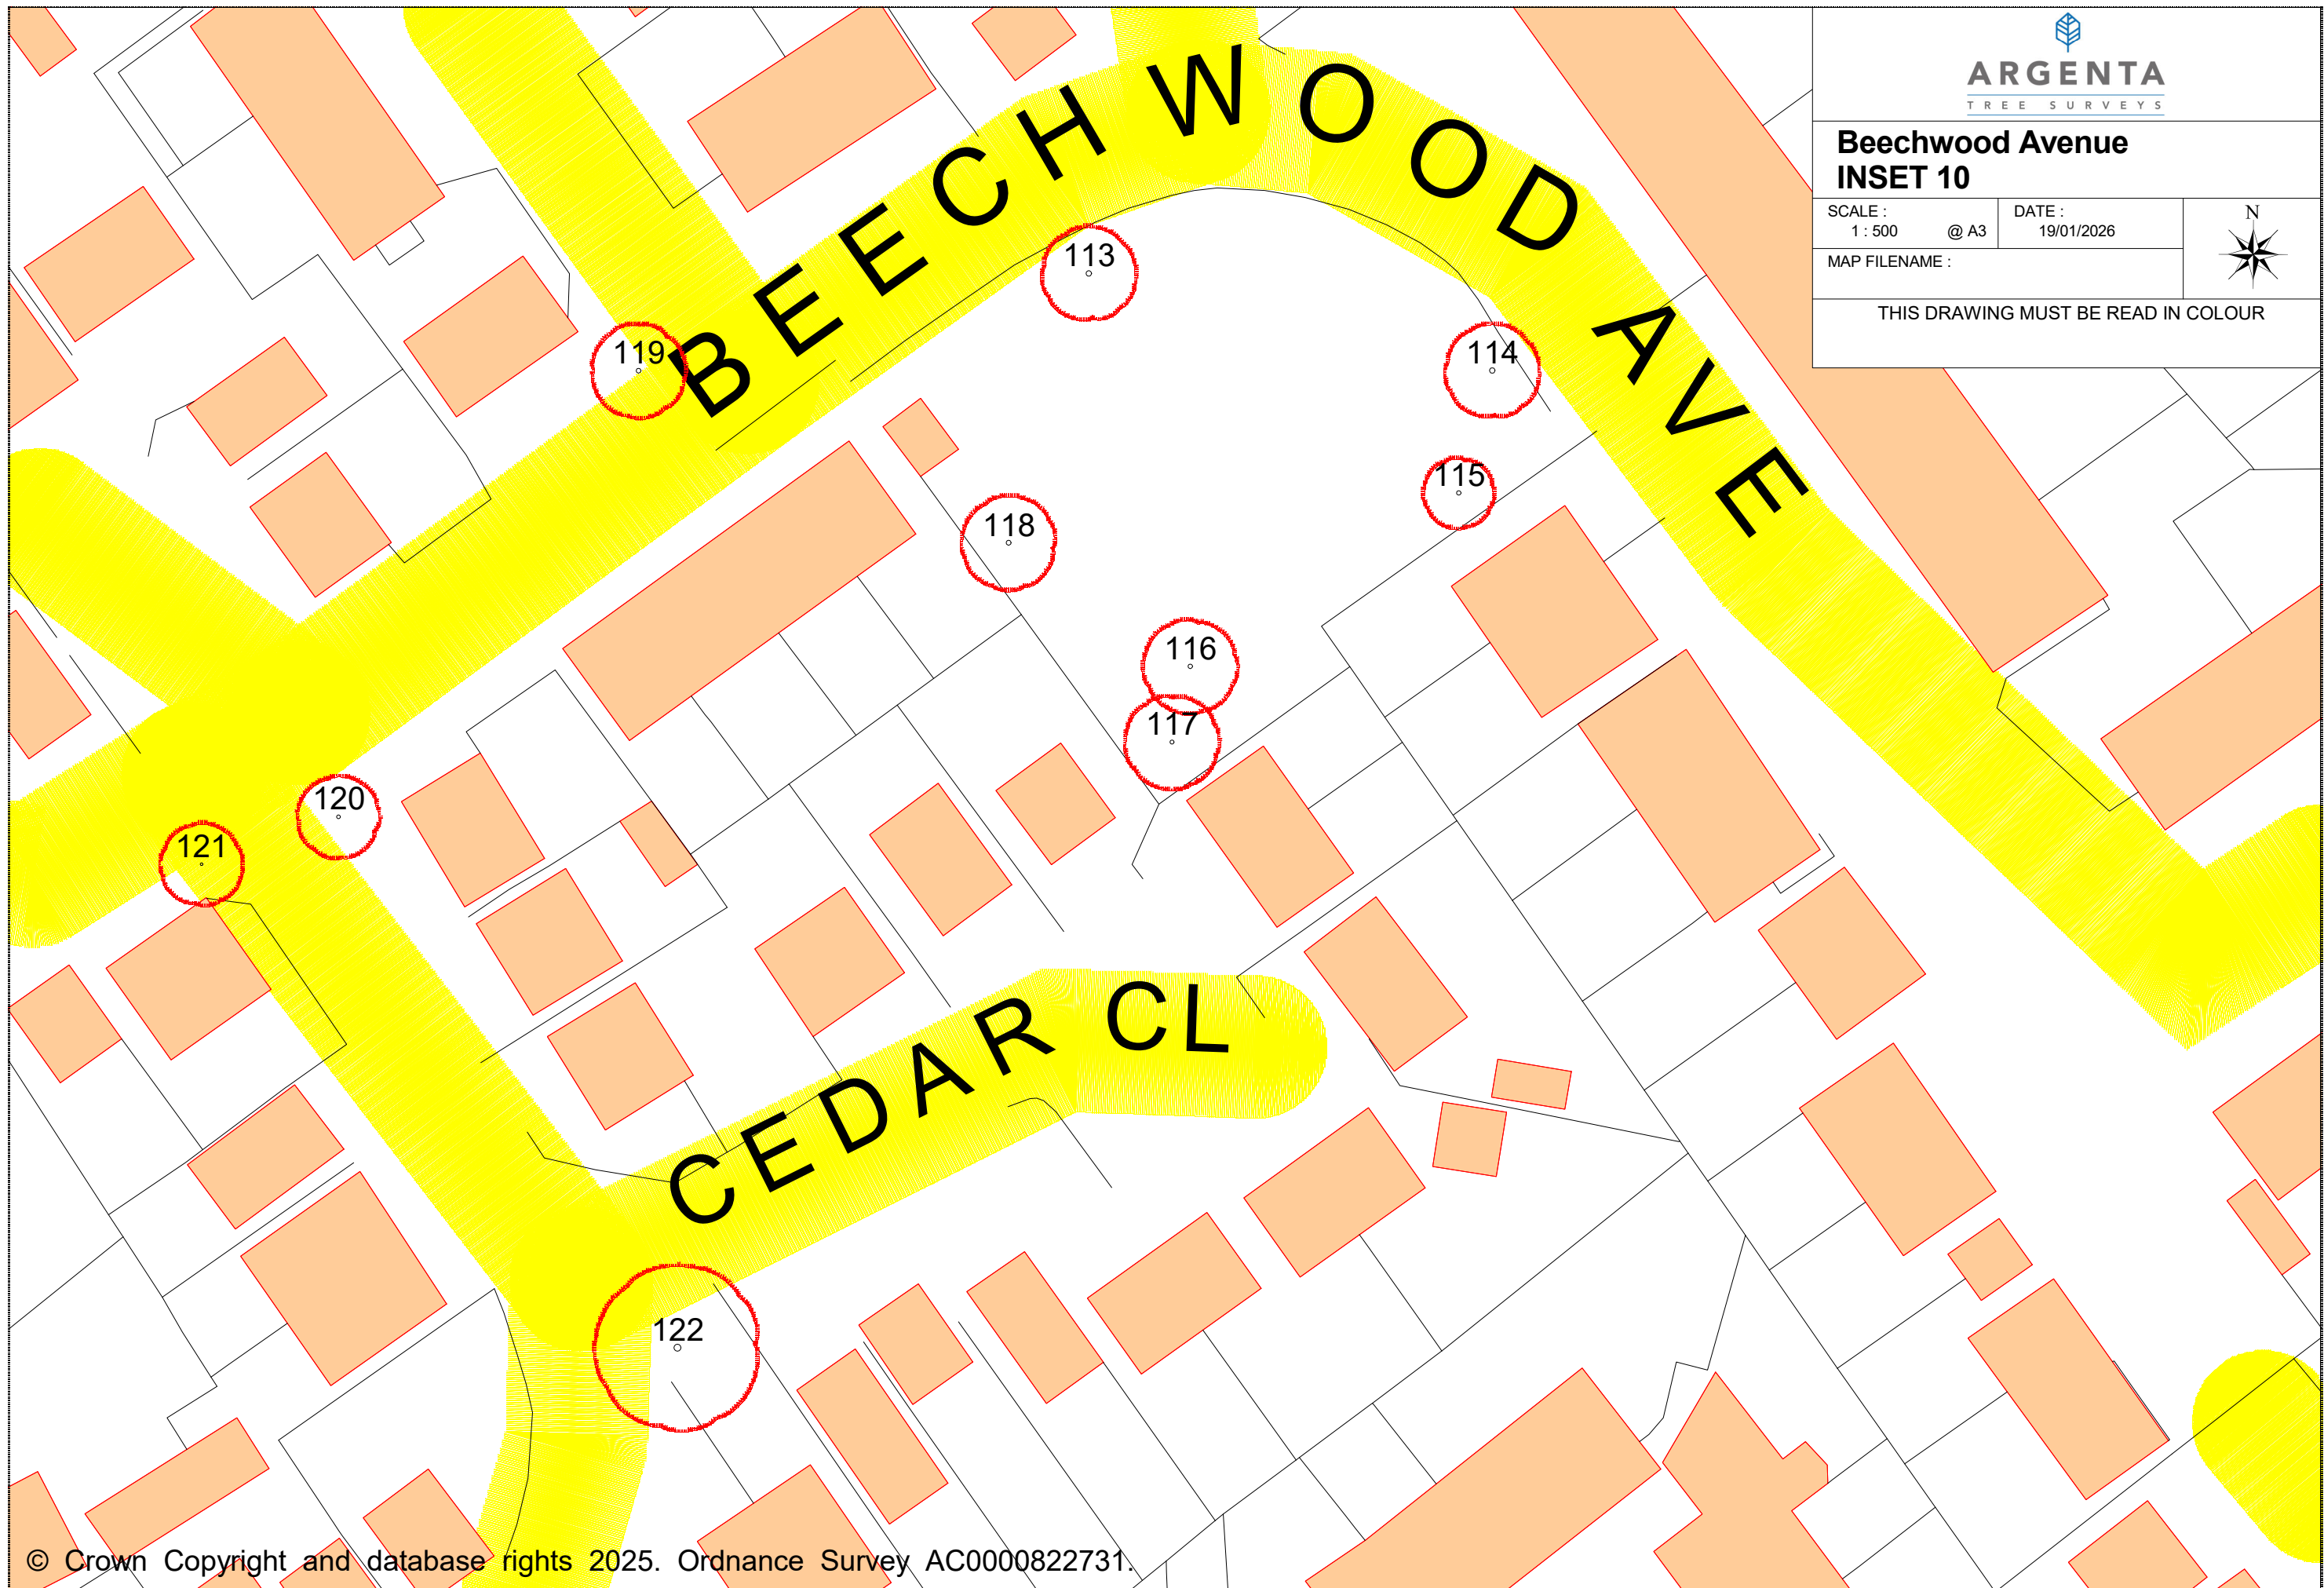 ARGENTA
TREE SURVEYS
Beechwood Avenue
INSET 10
SCALE :
1 : 500 @ A3
DATE :
19/01/2026
N
MAP FILENAME :
THIS DRAWING MUST BE READ IN COLOUR
BEECHWOOD AVE
113
119
114
115
118
116
117
120
121
CEDAR CL
122
© Crown Copyright and database rights 2025. Ordnance Survey AC0000822731.